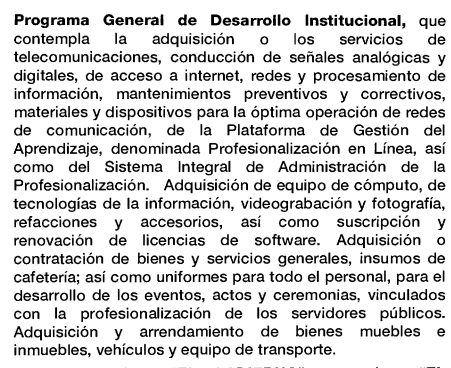 Programa General de Desarrollo Institucional, que
contempla la adquisición o los servicios de
telecomunicaciones, conducción de señales analógicas y
digitales, de acceso a internet, redes y procesamiento de
información, mantenimientos preventivos y correctivos,
materiales y dispositivos para la óptima operación de redes
de comunicación, de la Plataforma de Gestión del
Aprendizaje, denominada Profesionalización en Línea, así
como del Sistema Integral de Administración de la
Profesionalización. Adquisición de equipo de cómputo, de
tecnologías de la información, videograbación y fotografía,
refacciones y accesorios, así como suscripción y
renovación de licencias de software. Adquisición o
contratación de bienes y servicios generales, insumos de
cafetería; así como uniformes para todo el personal, para el
desarrollo de los eventos, actos y ceremonias, vinculados
con la profesionalización de los servidores públicos.
Adquisición y arrendamiento de bienes muebles e
inmuebles, vehículos y equipo de transporte.